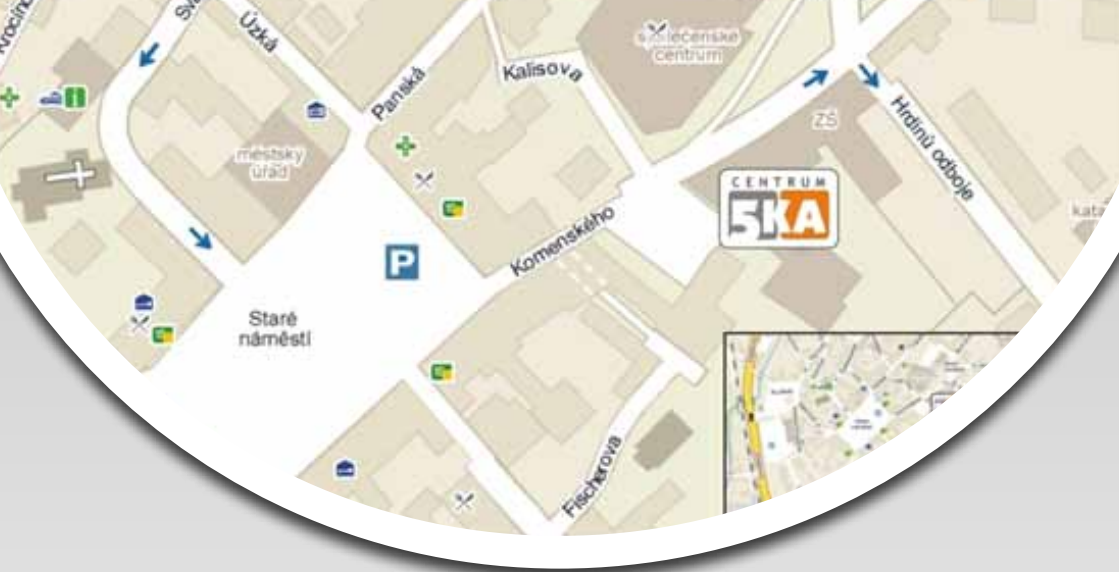 Úzká
Panská
Kalisova
společenské
centrum
ZŠ
Hrdinů odboje
městský
úřad
CENTRUM
5KA
P
Komenského
Staré
náměstí
Fischerova